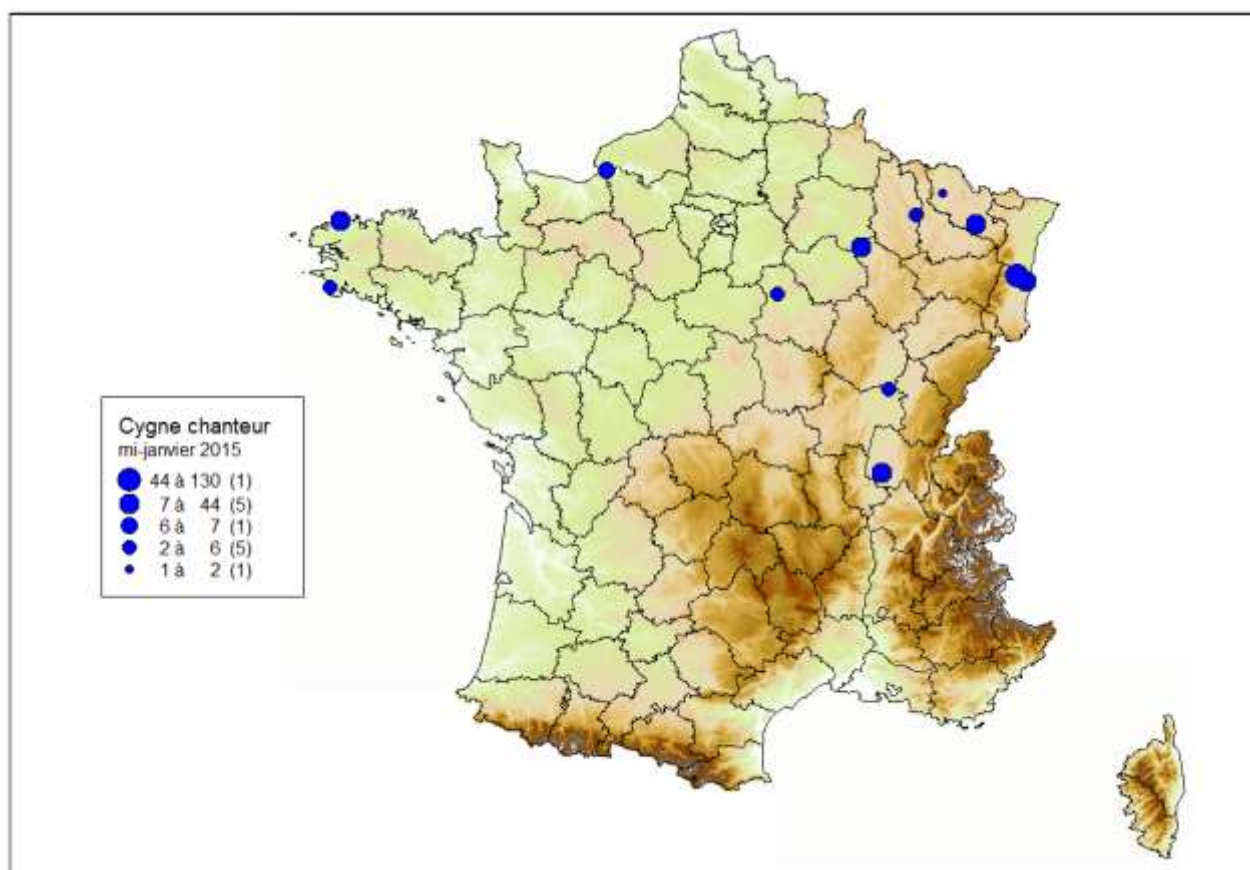 Cygne chanteur
mi-janvier 2015
44 à 130 (1)
7 à 44 (5)
6 à 7 (1)
2 à 6 (5)
1 à 2 (1)